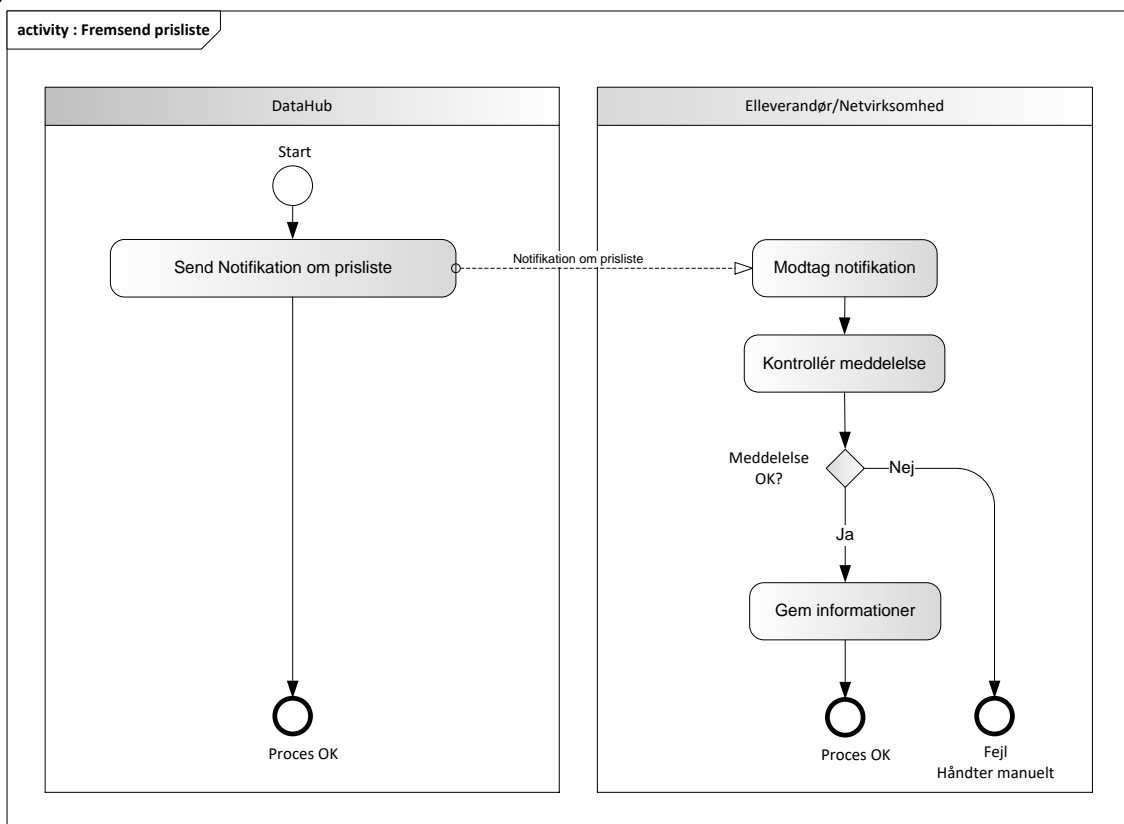 activity : Fremsend prisliste
DataHub
Elleverandør/Netvirksomhed
Start
Send Notifikation om prisliste
Notifikation om prisliste
Modtag notifikation
Kontrollér meddelelse
Meddelelse
OK?
Nej
Ja
Gem informationer
Proces OK
Proces OK
Fejl
Håndter manuelt